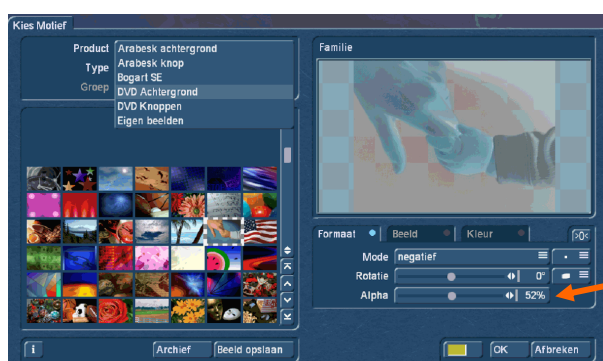 Kies Motief
Product Arabesk achtergrond
Type Arabesk knop
Bogart SE
Groep DVD Achtergrond
DVD Knoppen
Eigen beelden
Familie
Formaat Beeld Kleur >0<
Mode negatief
Rotatie 0°
Alpha 52%
i Archief Beeld opslaan OK Afbreken